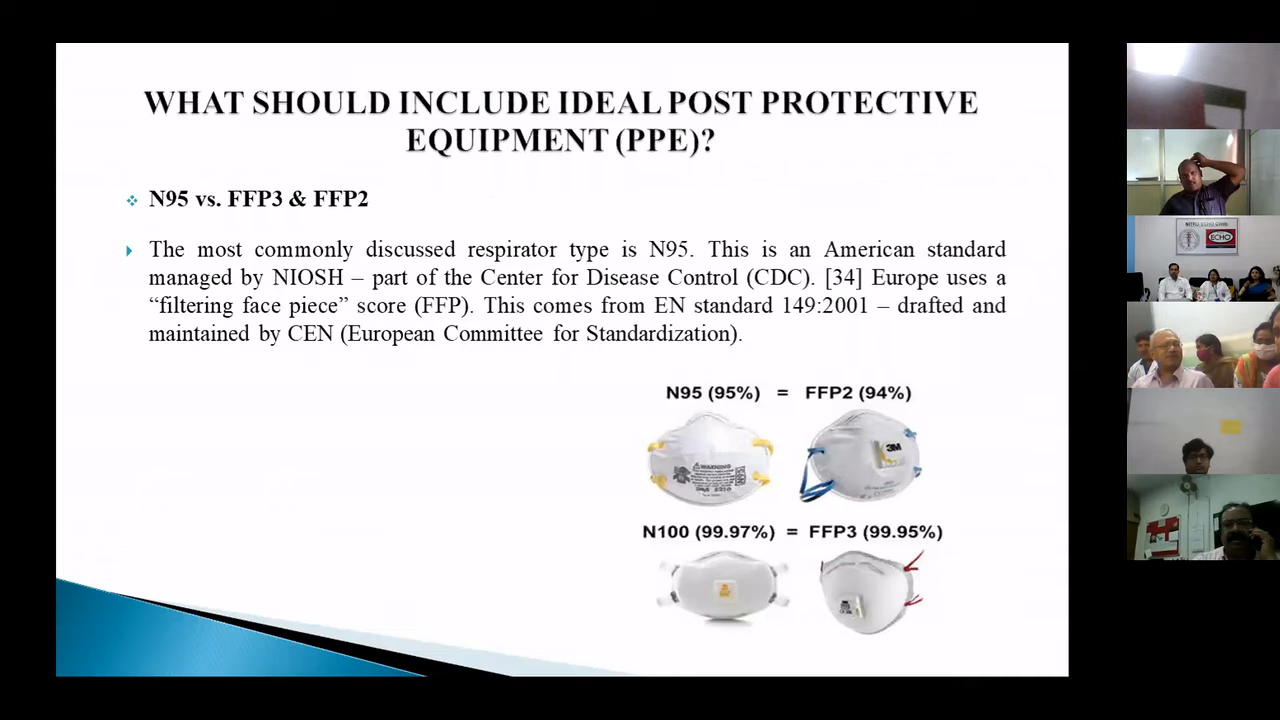 WHAT SHOULD INCLUDE IDEAL POST PROTECTIVE
EQUIPMENT (PPE)?
N95 vs. FFP3 & FFP2
The most commonly discussed respirator type is N95. This is an American standard
managed by NIOSH – part of the Center for Disease Control (CDC). [34] Europe uses a
“filtering face piece” score (FFP). This comes from EN standard 149:2001 – drafted and
maintained by CEN (European Committee for Standardization).
N95 (95%) = FFP2 (94%)
WARNING
3M
N100 (99.97%) = FFP3 (99.95%)
ECHO